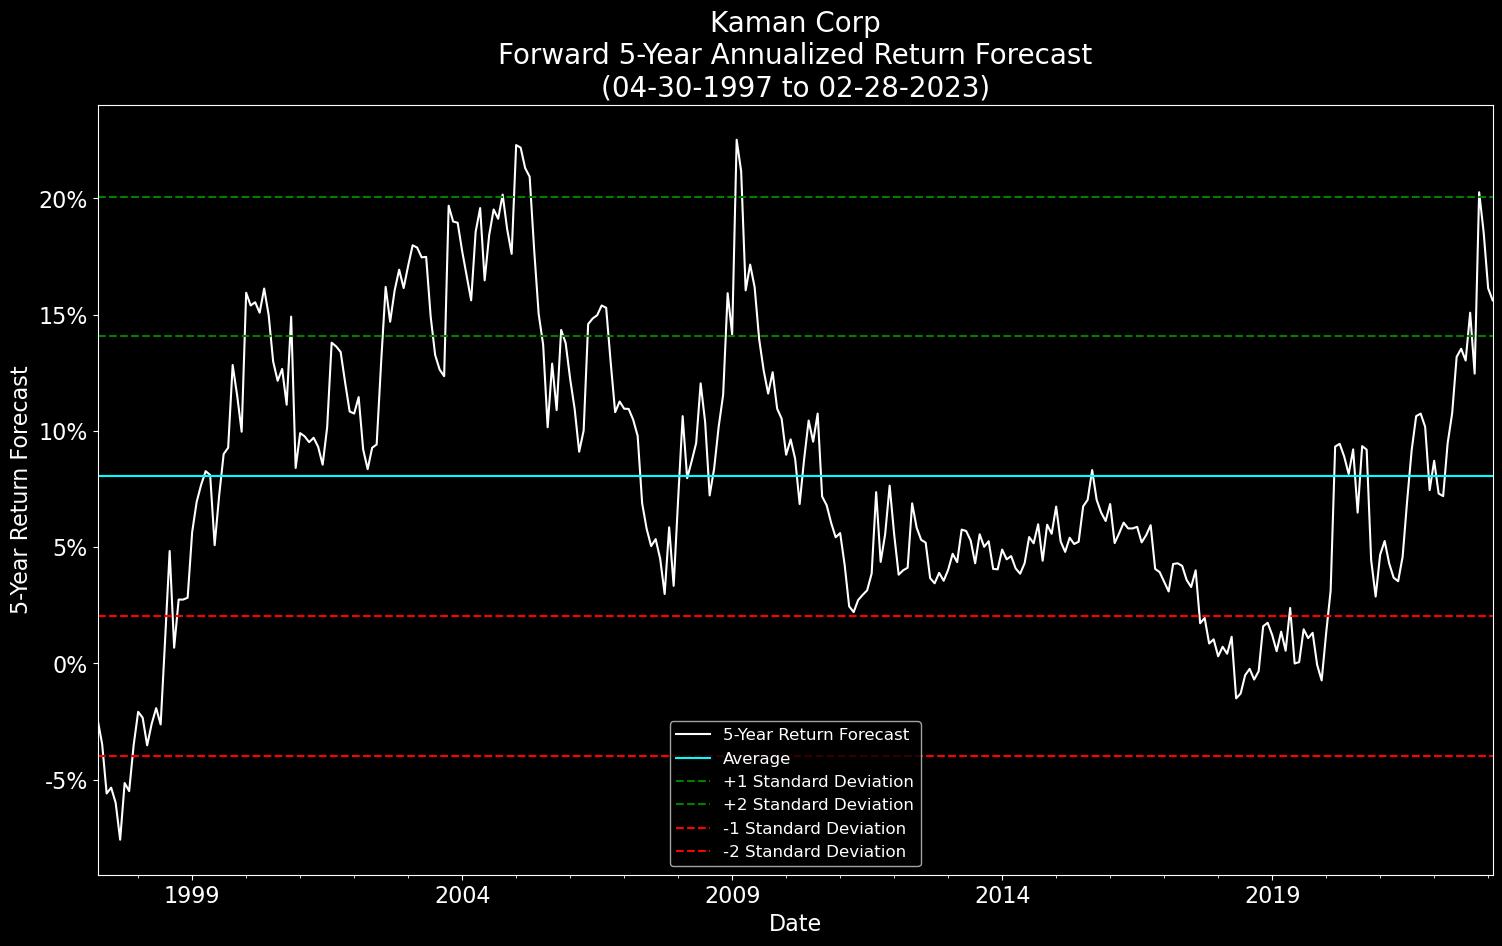 Kaman Corp
Forward 5-Year Annualized Return Forecast
(04-30-1997 to 02-28-2023)
5-Year Return Forecast
20%
15%
10%
5%
0%
-5%
5-Year Return Forecast
Average
+1 Standard Deviation
+2 Standard Deviation
-1 Standard Deviation
-2 Standard Deviation
1999 2004 2009 2014 2019
Date